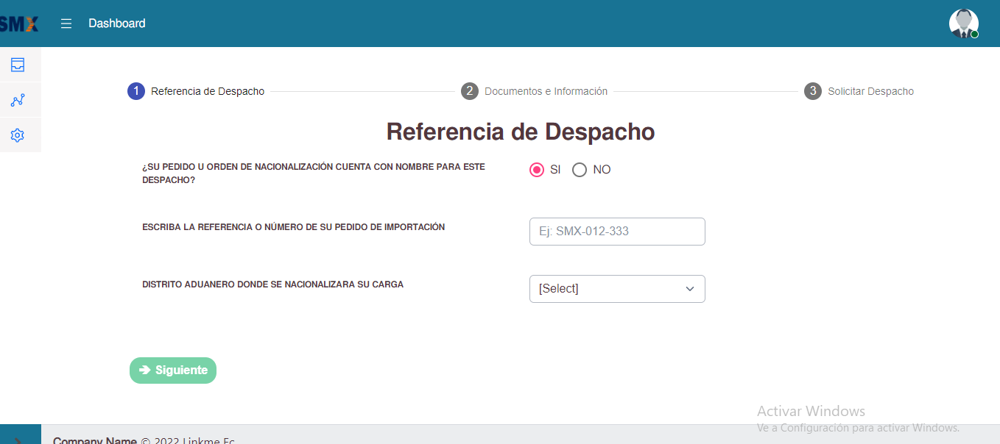 SMX
Dashboard
1 Referencia de Despacho
2 Documentos e Información
3 Solicitar Despacho
Referencia de Despacho
¿SU PEDIDO U ORDEN DE NACIONALIZACIÓN CUENTA CON NOMBRE PARA ESTE
DESPACHO?
SI
NO
ESCRIBA LA REFERENCIA O NÚMERO DE SU PEDIDO DE IMPORTACIÓN
Ej: SMX-012-333
DISTRITO ADUANERO DONDE SE NACIONALIZARA SU CARGA
[Select]
Siguiente
Activar Windows
Ve a Configuración para activar Windows.
Company Name © 2022 Linkme Ec